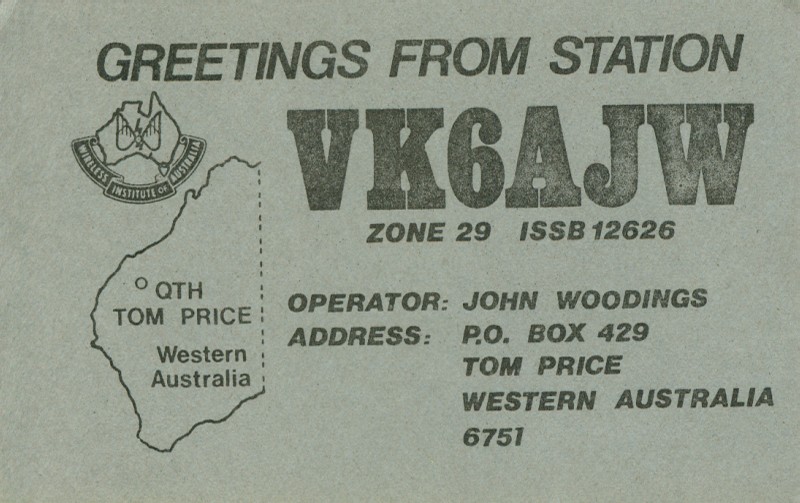 GREETINGS FROM STATION
WIRELESS INSTITUTE OF AUSTRALIA
VK6AJW
ZONE 29 ISSB 12626
QTH
TOM PRICE
Western
Australia
OPERATOR: JOHN WOODINGS
ADDRESS: P.O. BOX 429
TOM PRICE
WESTERN AUSTRALIA
6751